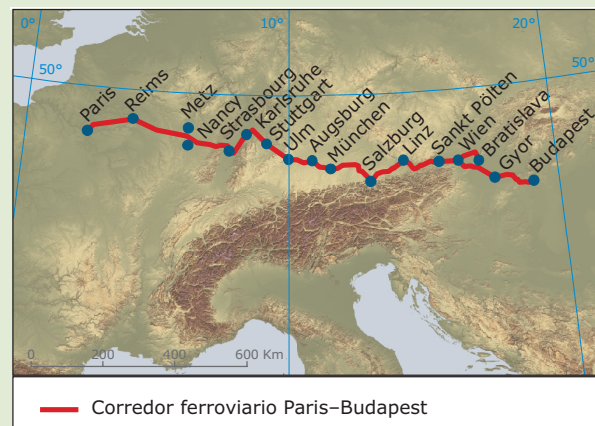 0° 10° 20°
50° 50°
Paris
Reims
Metz
Nancy
Strasbourg
Karlsruhe
Stuttgart
Ulm
Augsburg
München
Salzburg
Linz
Sankt Pölten
Wien
Bratislava
Gyor
Budapest
0 200 400 600 Km
Corredor ferroviario Paris–Budapest